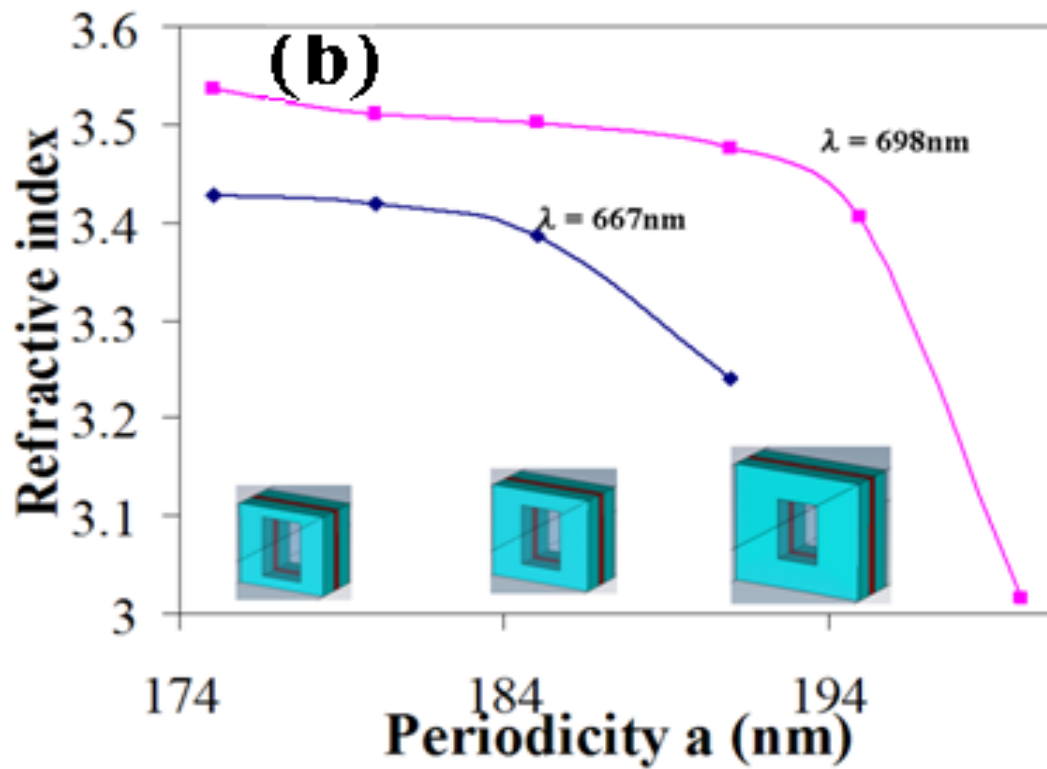 (b)
3.6
3.5
3.4
3.3
3.2
3.1
3
Refractive index
λ = 698nm
λ = 667nm
174
184
194
Periodicity a (nm)